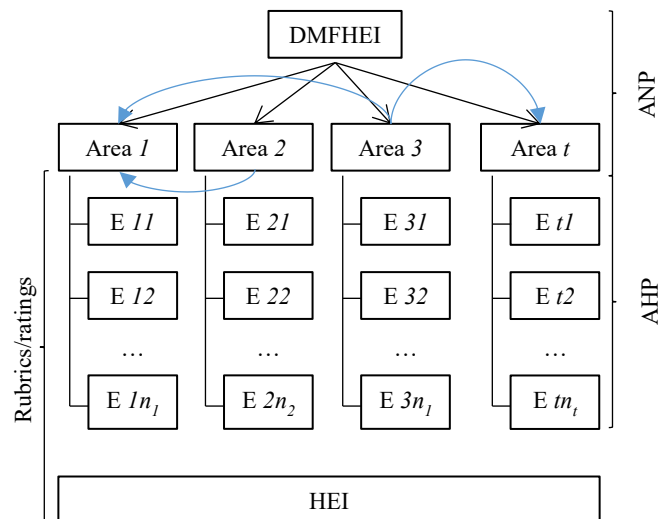 DMFHEI
ANP
Area 1 Area 2 Area 3 Area t
E 11 E 21 E 31 E t1
E 12 E 22 E 32 E t2
... ... ... ...
E 1n₁ E 2n₂ E 3n₁ E tnₜ
AHP
Rubrics/ratings
HEI